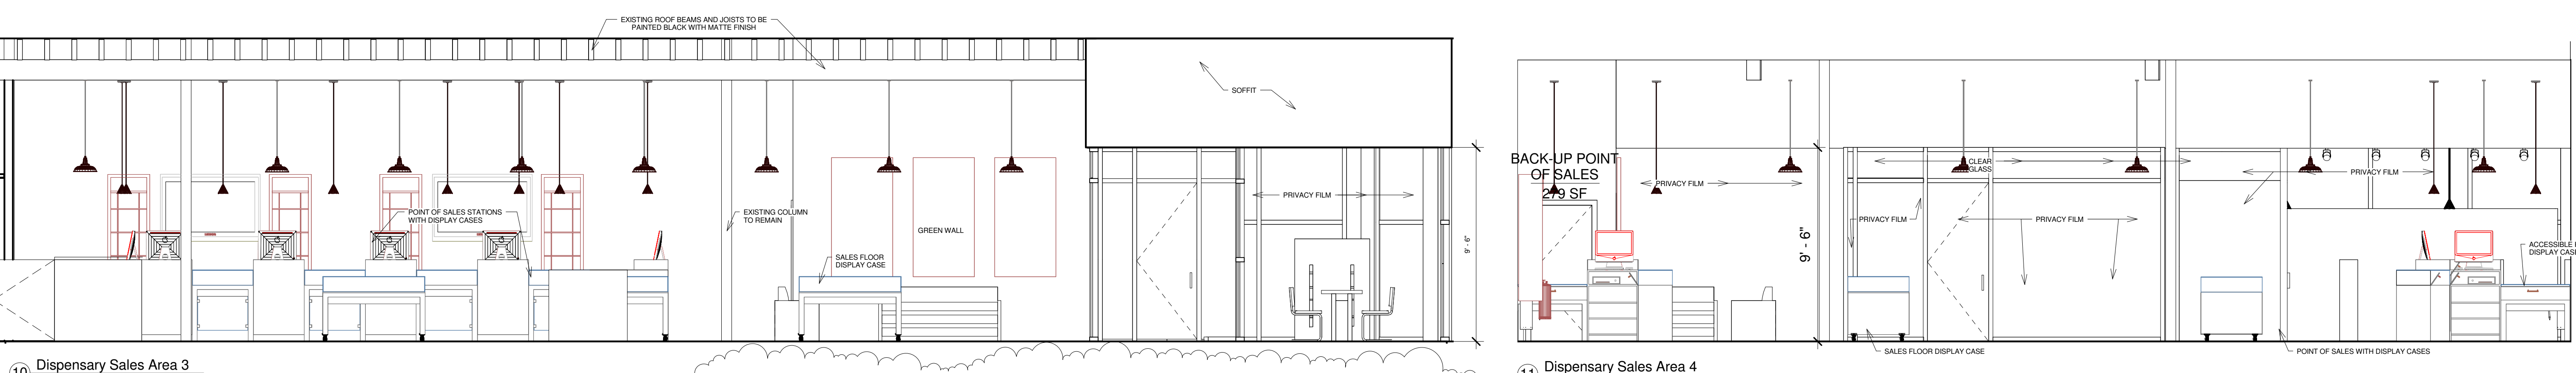 EXISTING ROOF BEAMS AND JOISTS TO BE
PAINTED BLACK WITH MATTE FINISH
SOFFIT
POINT OF SALES STATIONS
WITH DISPLAY CASES
EXISTING COLUMN
TO REMAIN
GREEN WALL
SALES FLOOR
DISPLAY CASE
PRIVACY FILM
9' - 6"
10
Dispensary Sales Area 3
BACK-UP POINT
OF SALES
279 SF
PRIVACY FILM
9' - 6"
CLEAR
GLASS
PRIVACY FILM
PRIVACY FILM
PRIVACY FILM
ACCESSIBLE
DISPLAY CASE
SALES FLOOR DISPLAY CASE
POINT OF SALES WITH DISPLAY CASES
11
Dispensary Sales Area 4